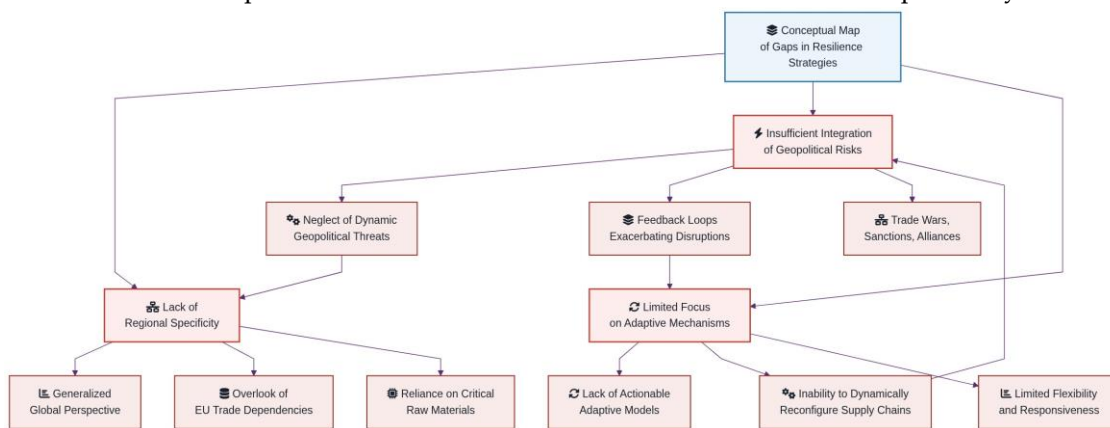 Conceptual Map
of Gaps in Resilience
Strategies
Insufficient Integration
of Geopolitical Risks
Neglect of Dynamic
Geopolitical Threats
Feedback Loops
Exacerbating Disruptions
Trade Wars,
Sanctions, Alliances
Lack of
Regional Specificity
Limited Focus
on Adaptive Mechanisms
Generalized
Global Perspective
Overlook of
EU Trade Dependencies
Reliance on Critical
Raw Materials
Lack of Actionable
Adaptive Models
Inability to Dynamically
Reconfigure Supply Chains
Limited Flexibility
and Responsiveness